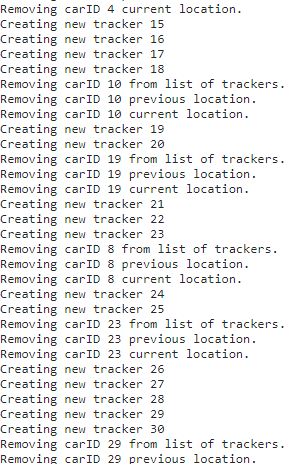 Removing carID 4 current location.
Creating new tracker 15
Creating new tracker 16
Creating new tracker 17
Creating new tracker 18
Removing carID 10 from list of trackers.
Removing carID 10 previous location.
Removing carID 10 current location.
Creating new tracker 19
Creating new tracker 20
Removing carID 19 from list of trackers.
Removing carID 19 previous location.
Removing carID 19 current location.
Creating new tracker 21
Creating new tracker 22
Creating new tracker 23
Removing carID 8 from list of trackers.
Removing carID 8 previous location.
Removing carID 8 current location.
Creating new tracker 24
Creating new tracker 25
Removing carID 23 from list of trackers.
Removing carID 23 previous location.
Removing carID 23 current location.
Creating new tracker 26
Creating new tracker 27
Creating new tracker 28
Creating new tracker 29
Creating new tracker 30
Removing carID 29 from list of trackers.
Removing carID 29 previous location.